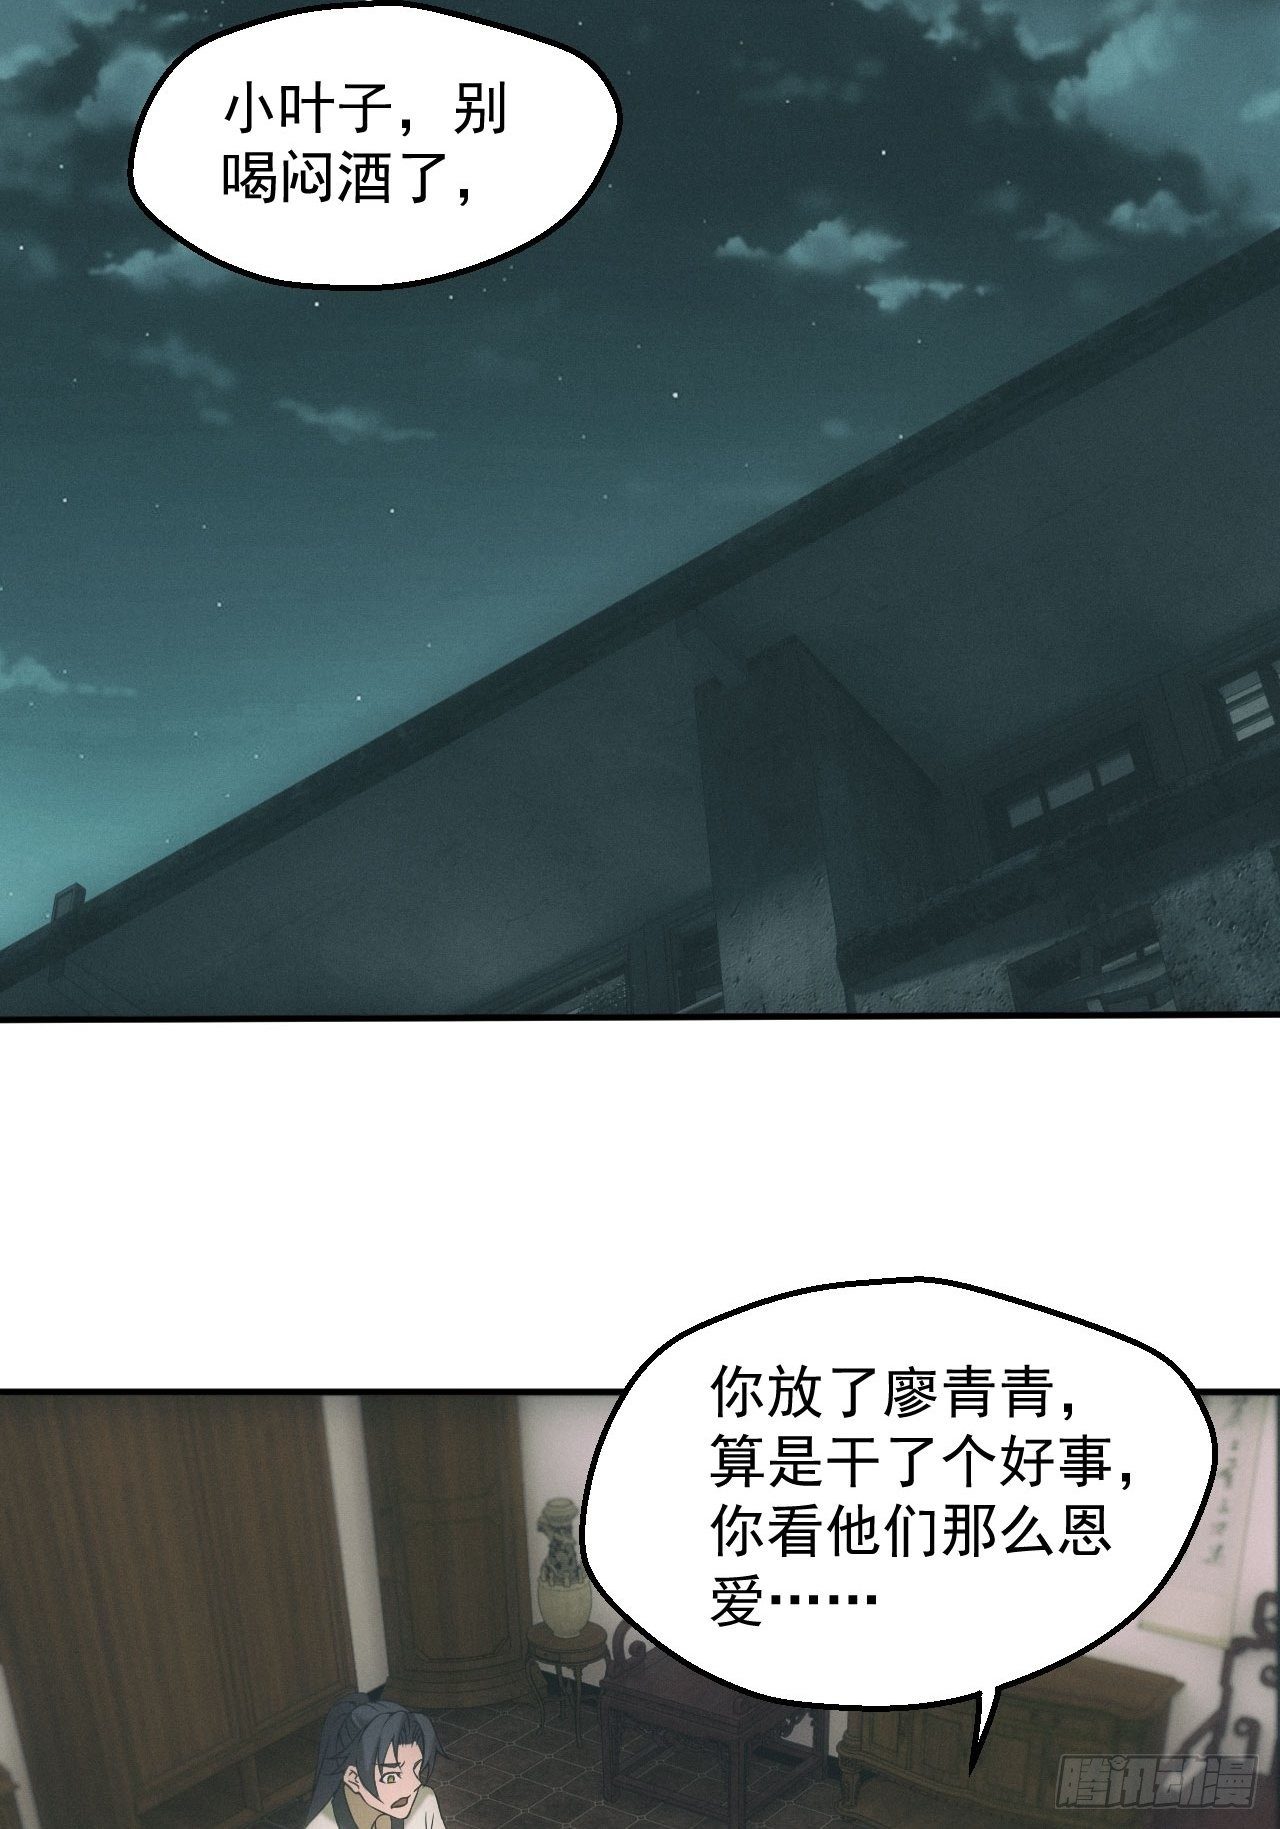 小叶子，别
喝闷酒了，
你放了廖青青，
算是干了个好事，
你看他们那么恩
爱……
腾讯动漫